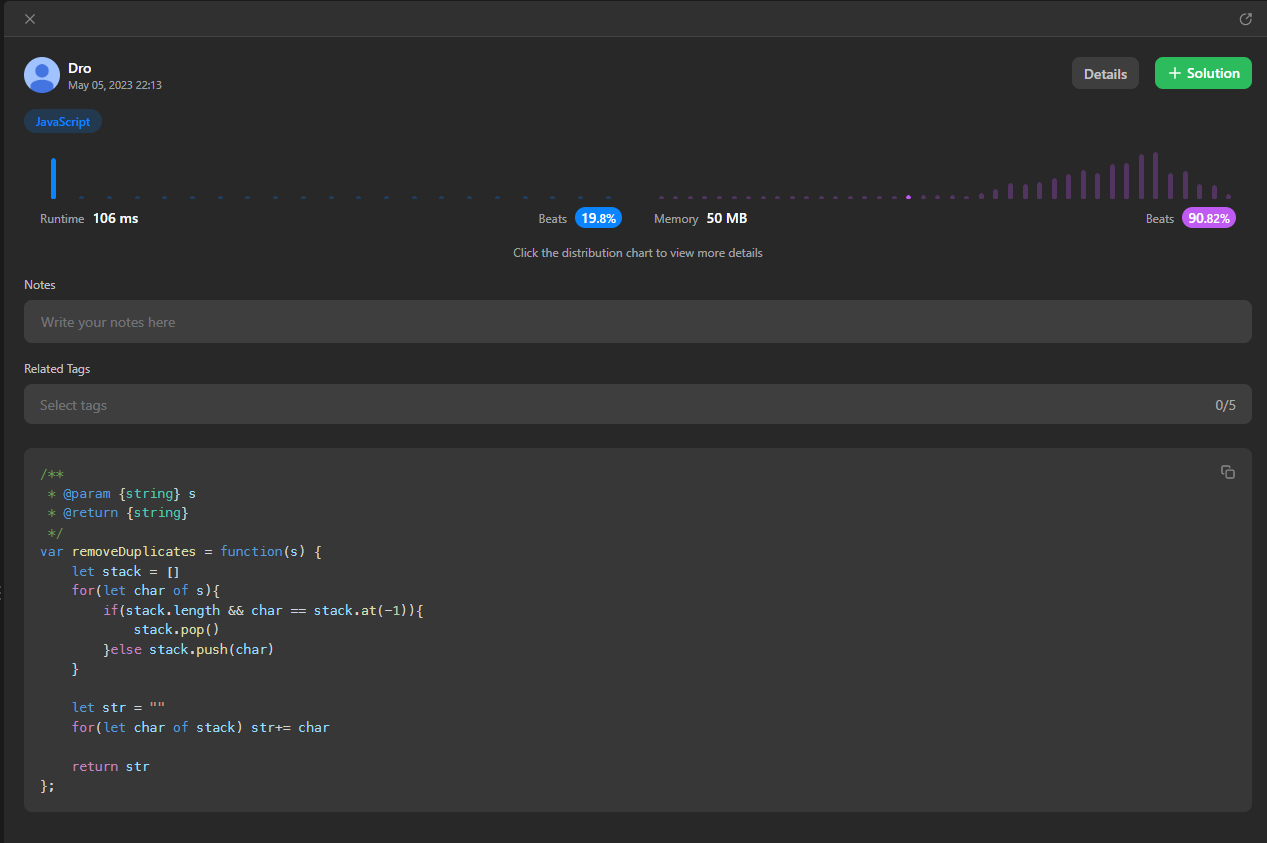 Dro
May 05, 2023 22:13
Details
+ Solution
JavaScript
Runtime 106 ms
Beats 19.8%
Memory 50 MB
Beats 90.82%
Click the distribution chart to view more details
Notes
Write your notes here
Related Tags
Select tags
0/5
/**
 * @param {string} s
 * @return {string}
 */
var removeDuplicates = function(s) {
    let stack = []
    for(let char of s){
        if(stack.length && char == stack.at(-1)){
            stack.pop()
        }else stack.push(char)
    }
    let str = ""
    for(let char of stack) str+= char
    return str
};